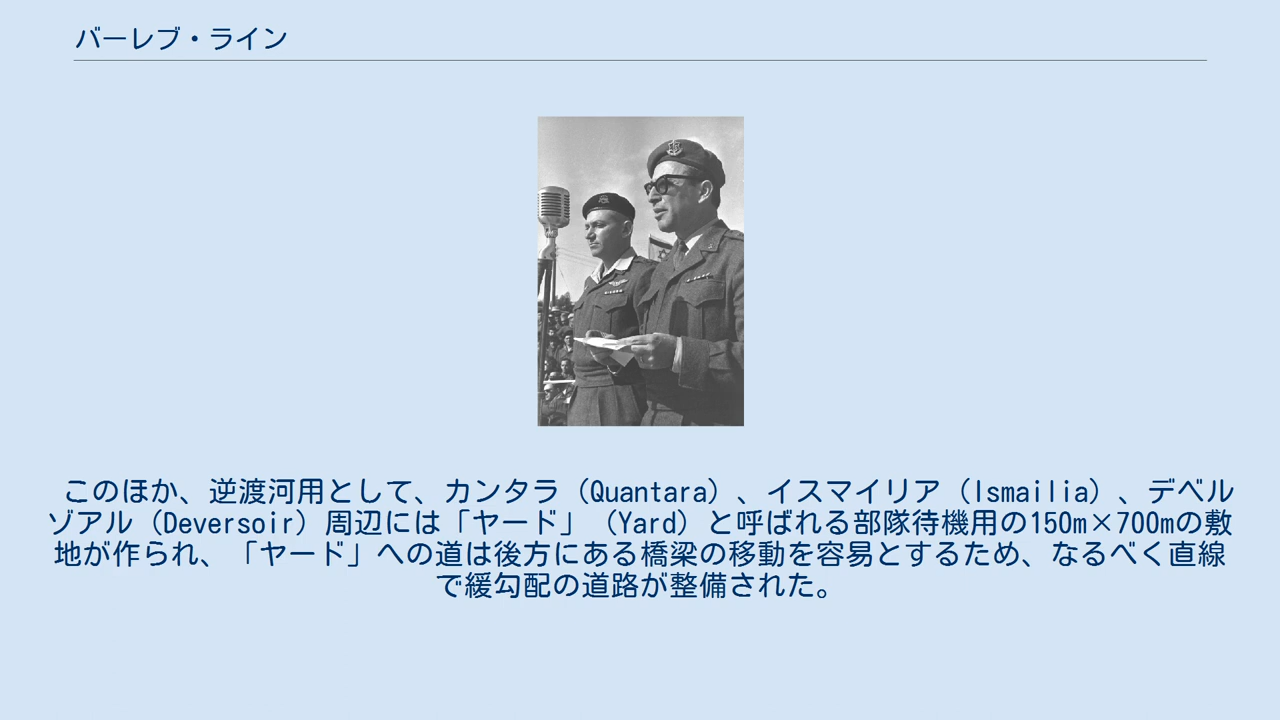 バーレブ・ライン
このほか、逆渡河用として、カンタラ（Quantara）、イスマイリア（Ismailia）、デベル
ゾアル（Deversoir）周辺には「ヤード」（Yard）と呼ばれる部隊待機用の150m×700mの敷
地が作られ、「ヤード」への道は後方にある橋梁の移動を容易とするため、なるべく直線
で緩勾配の道路が整備された。